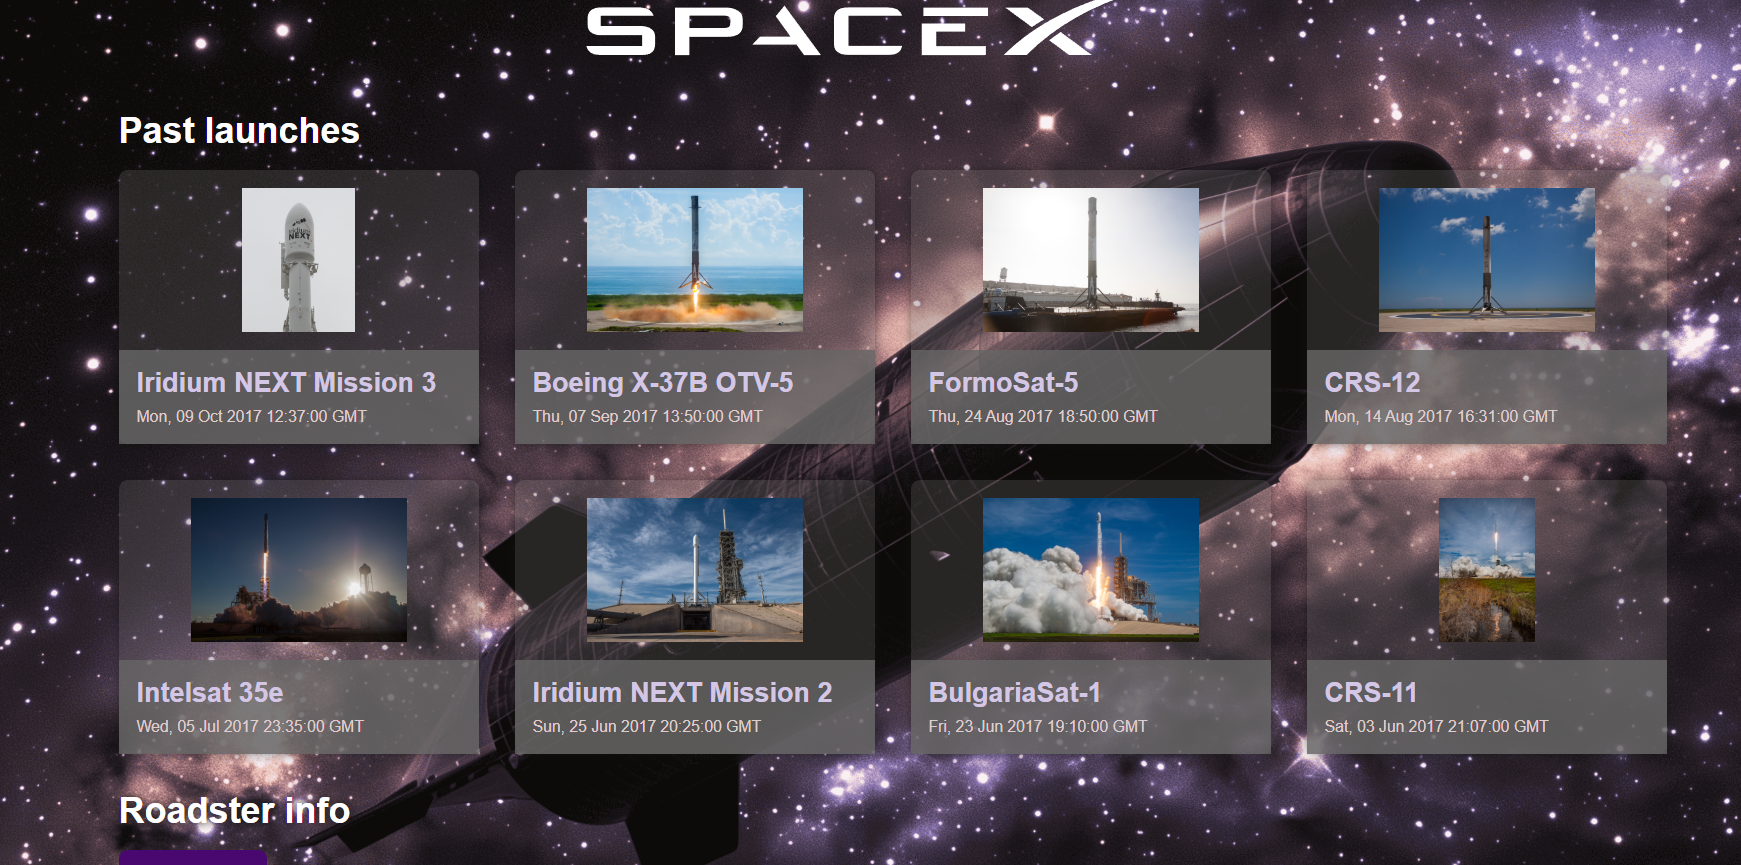 SPACEX
Past launches
Iridium NEXT Mission 3
Mon, 09 Oct 2017 12:37:00 GMT
Boeing X-37B OTV-5
Thu, 07 Sep 2017 13:50:00 GMT
FormoSat-5
Thu, 24 Aug 2017 18:50:00 GMT
CRS-12
Mon, 14 Aug 2017 16:31:00 GMT
iridium
NEXT
Intelsat 35e
Wed, 05 Jul 2017 23:35:00 GMT
Iridium NEXT Mission 2
Sun, 25 Jun 2017 20:25:00 GMT
BulgariaSat-1
Fri, 23 Jun 2017 19:10:00 GMT
CRS-11
Sat, 03 Jun 2017 21:07:00 GMT
Roadster info